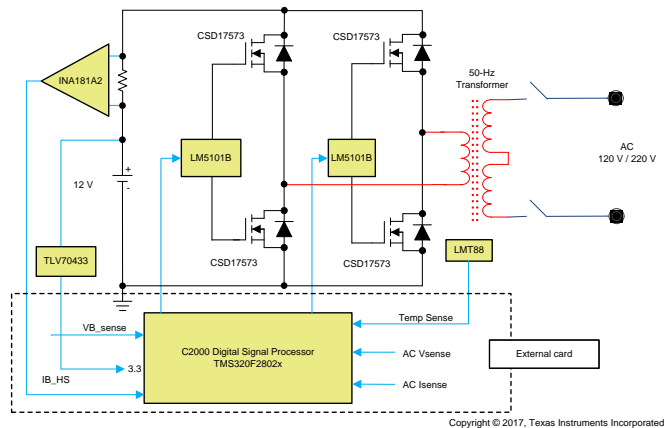 CSD17573
CSD17573
INA181A2
50-Hz
Transformer
LM5101B
LM5101B
AC
120 V / 220 V
+
12 V
-
CSD17573
CSD17573
TLV70433
LMT88
VB_sense
Temp Sense
C2000 Digital Signal Processor
TMS320F2802x
AC Vsense
External card
3.3
IB_HS
AC Isense
Copyright © 2017, Texas Instruments Incorporated